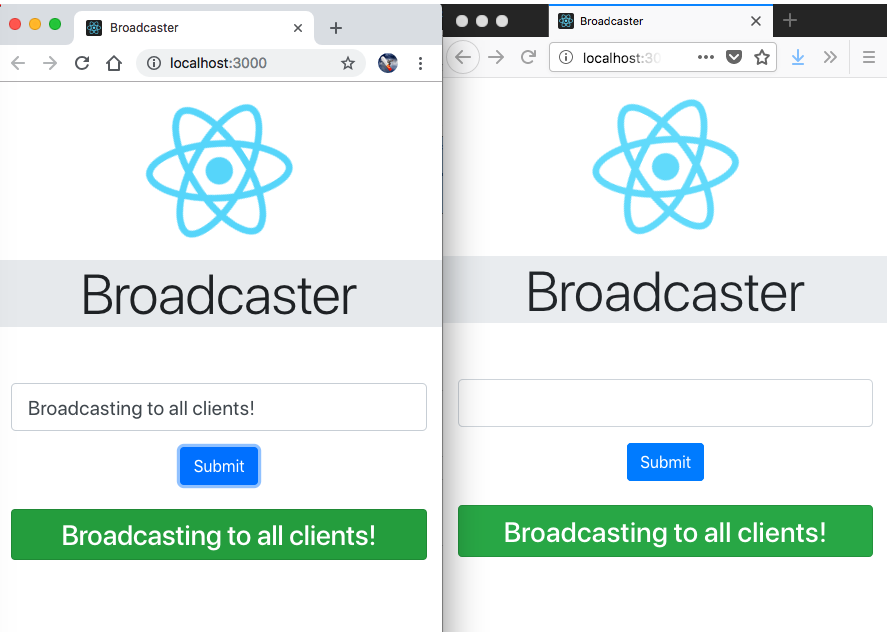 Broadcaster
localhost:3000
Broadcaster
Broadcasting to all clients!
Submit
Broadcasting to all clients!
Broadcaster
localhost:30
Broadcaster
Submit
Broadcasting to all clients!